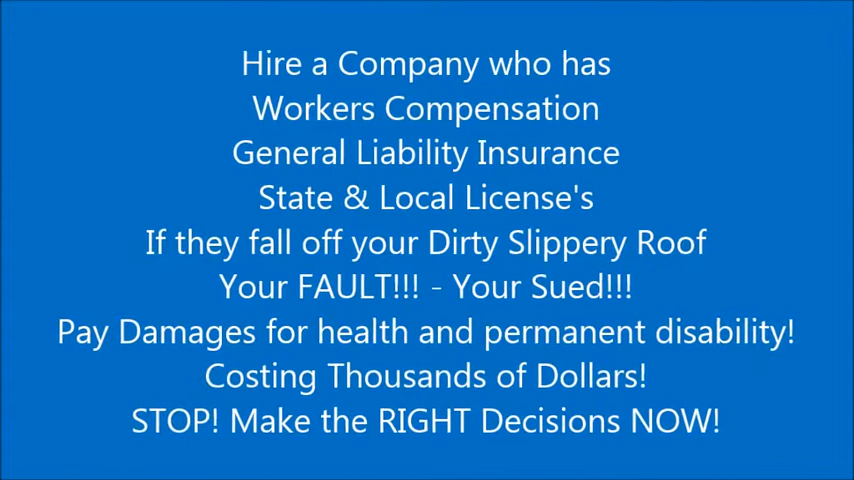 Hire a Company who has
Workers Compensation
General Liability Insurance
State & Local License's
If they fall off your Dirty Slippery Roof
Your FAULT!!! - Your Sued!!!
Pay Damages for health and permanent disability!
Costing Thousands of Dollars!
STOP! Make the RIGHT Decisions NOW!